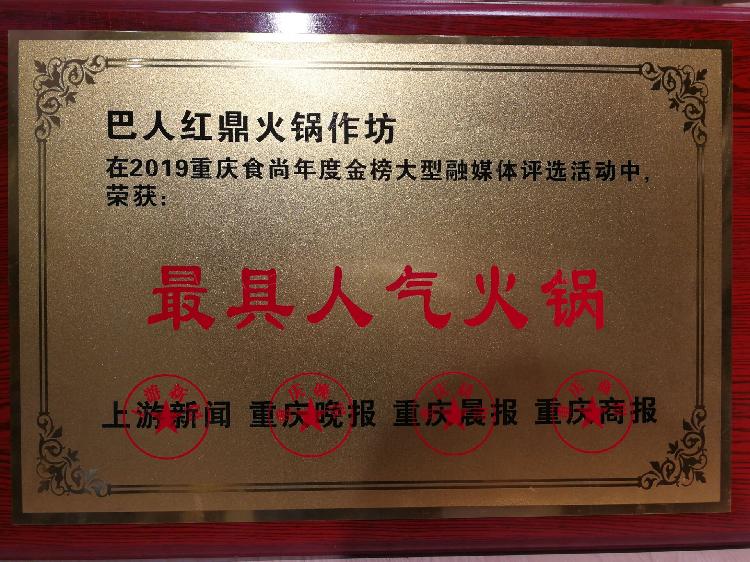 巴人红鼎火锅作坊
在2019重庆食尚年度金榜大型融媒体评选活动中,
荣获:
最具人气火锅
上游新闻 重庆晚报 重庆晨报 重庆商报